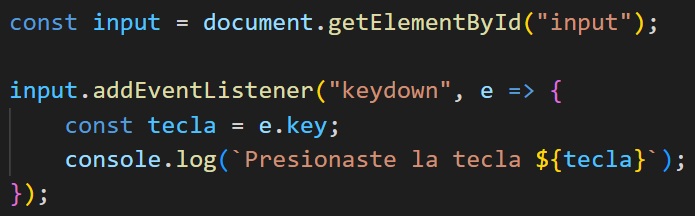 const input = document.getElementById("input");
input.addEventListener("keydown", e => {
    const tecla = e.key;
    console.log(`Presionaste la tecla ${tecla}`);
});